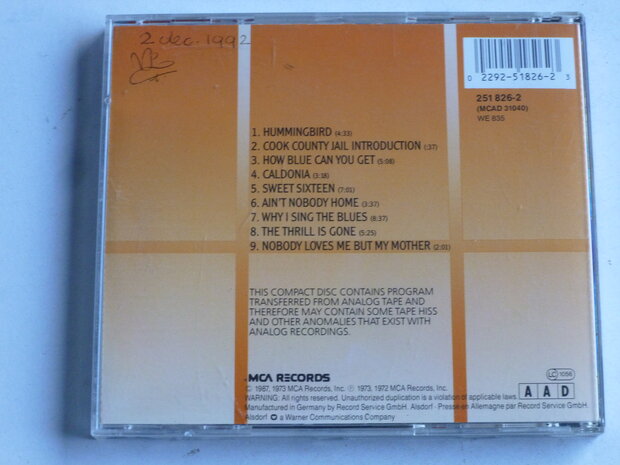 2 dec. 1992
0 2292-51826-2 3
251 826-2
(MCAD 31040)
WE 835
1. HUMMINGBIRD (4:33)
2. COOK COUNTY JAIL INTRODUCTION (:37)
3. HOW BLUE CAN YOU GET (5:08)
4. CALDONIA (3:18)
5. SWEET SIXTEEN (7:01)
6. AIN'T NOBODY HOME (3:37)
7. WHY I SING THE BLUES (8:37)
8. THE THRILL IS GONE (5:25)
9. NOBODY LOVES ME BUT MY MOTHER (2:01)
THIS COMPACT DISC CONTAINS PROGRAM
TRANSFERRED FROM ANALOG TAPE AND
THEREFORE MAY CONTAIN SOME TAPE HISS
AND OTHER ANOMALIES THAT EXIST WITH
ANALOG RECORDINGS.
MCA RECORDS
© 1987, 1973 MCA Records, Inc. ℗ 1973, 1972 MCA Records, Inc.
WARNING: All rights reserved. Unauthorized duplication is a violation of applicable laws.
Manufactured in Germany by Record Service GmbH. Alsdorf - Presse en Allemagne par Record Service GmbH.
Alsdorf a Warner Communications Company
LC 1056
A A D